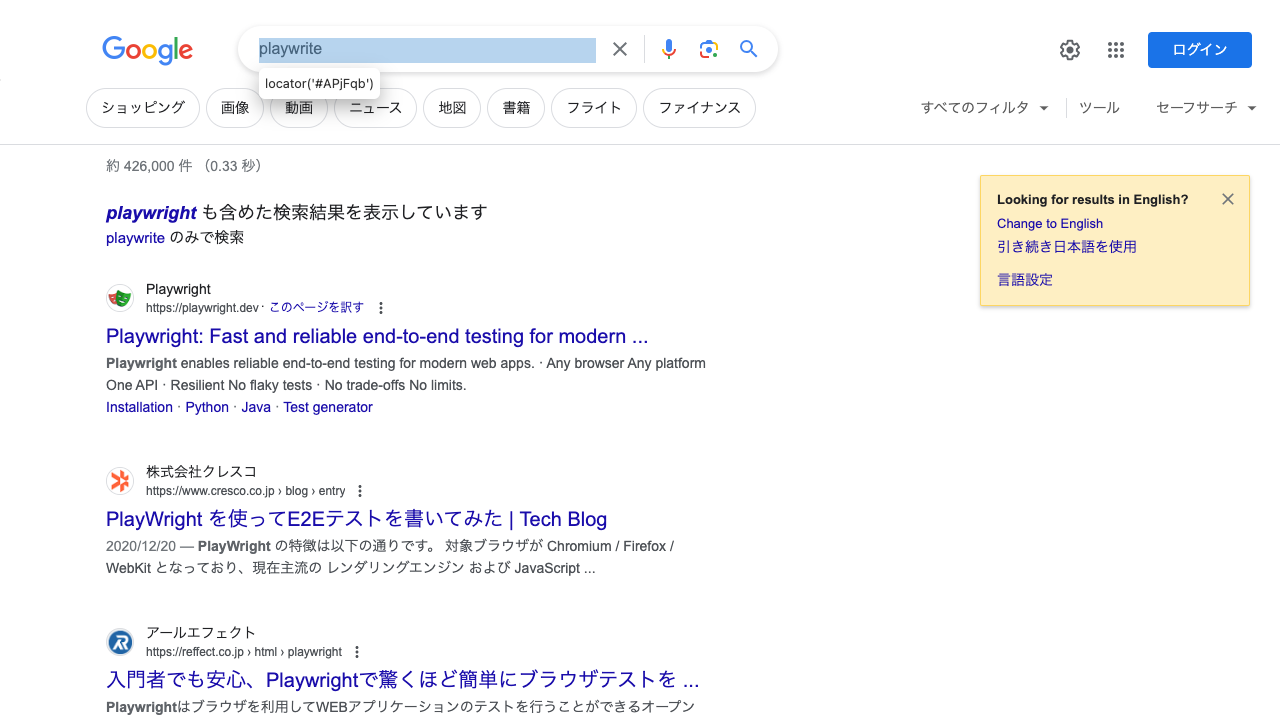 Google
playwrite
ログイン
locator('#APjFqb')
ショッピング 画像 動画 ニュース 地図 書籍 フライト ファイナンス すべてのフィルタ ツール セーフサーチ
約 426,000 件 （0.33 秒）
playwright も含めた検索結果を表示しています
playwrite のみで検索
Looking for results in English?
Change to English
引き続き日本語を使用
言語設定
Playwright
https://playwright.dev · このページを訳す
Playwright: Fast and reliable end-to-end testing for modern ...
Playwright enables reliable end-to-end testing for modern web apps. · Any browser Any platform
One API · Resilient No flaky tests · No trade-offs No limits.
Installation · Python · Java · Test generator
株式会社クレスコ
https://www.cresco.co.jp › blog › entry
PlayWright を使ってE2Eテストを書いてみた | Tech Blog
2020/12/20 — PlayWright の特徴は以下の通りです。 対象ブラウザが Chromium / Firefox /
WebKit となっており、現在主流の レンダリングエンジン および JavaScript ...
アールエフェクト
https://reffect.co.jp › html › playwright
入門者でも安心、Playwrightで驚くほど簡単にブラウザテストを ...
Playwrightはブラウザを利用してWEBアプリケーションのテストを行うことができるオープン